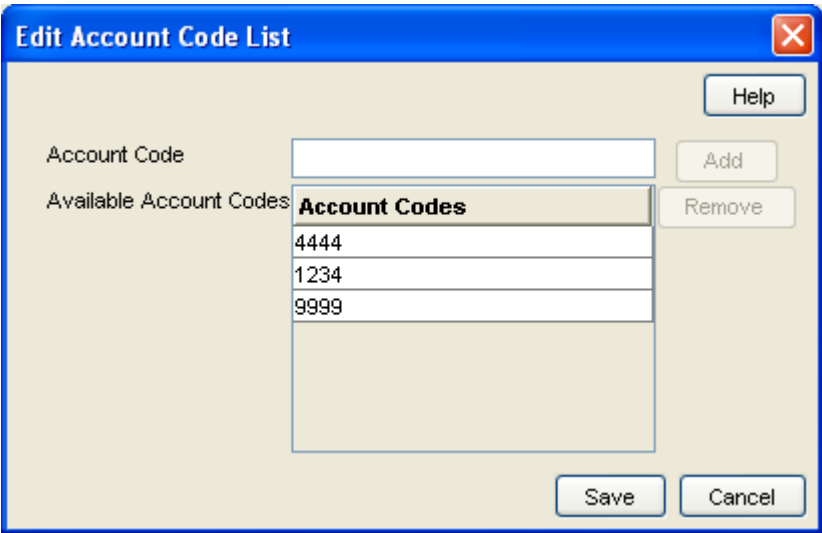 Edit Account Code List
Help
Account Code
Add
Available Account Codes
Account Codes
Remove
4444
1234
9999
Save
Cancel